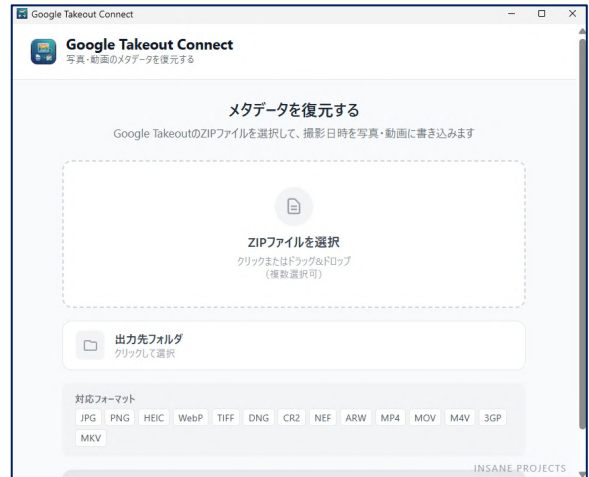 Google Takeout Connect
Google Takeout Connect
写真・動画のメタデータを復元する
メタデータを復元する
Google TakeoutのZIPファイルを選択して、撮影日時を写真・動画に書き込みます
ZIPファイルを選択
クリックまたはドラッグ&ドロップ
（複数選択可）
出力先フォルダ
クリックして選択
対応フォーマット
JPG PNG HEIC WebP TIFF DNG CR2 NEF ARW MP4 MOV M4V 3GP
MKV
INSANE PROJECTS